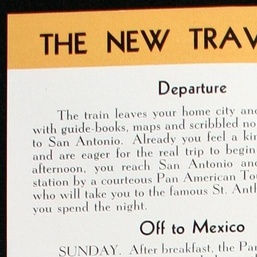 THE NEW TRAV
Departure
The train leaves your home city and
with guide-books, maps and scribbled no
to San Antonio. Already you feel a kin
and are eager for the real trip to begin
afternoon, you reach San Antonio and
station by a courteous Pan American To
who will take you to the famous St. Anth
you spend the night.
Off to Mexico
SUNDAY. After breakfast, the Pan